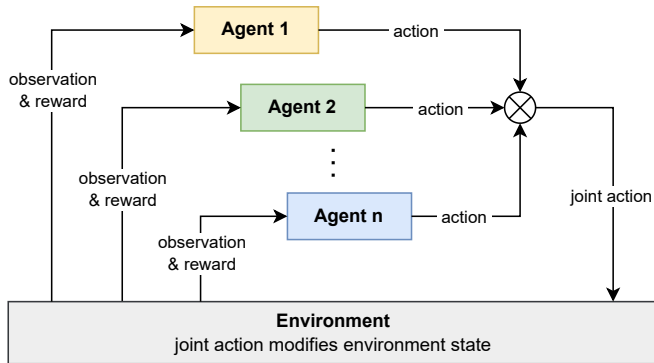 Agent 1
action
observation
& reward
Agent 2
action
observation
& reward
Agent n
action
joint action
observation
& reward
Environment
joint action modifies environment state